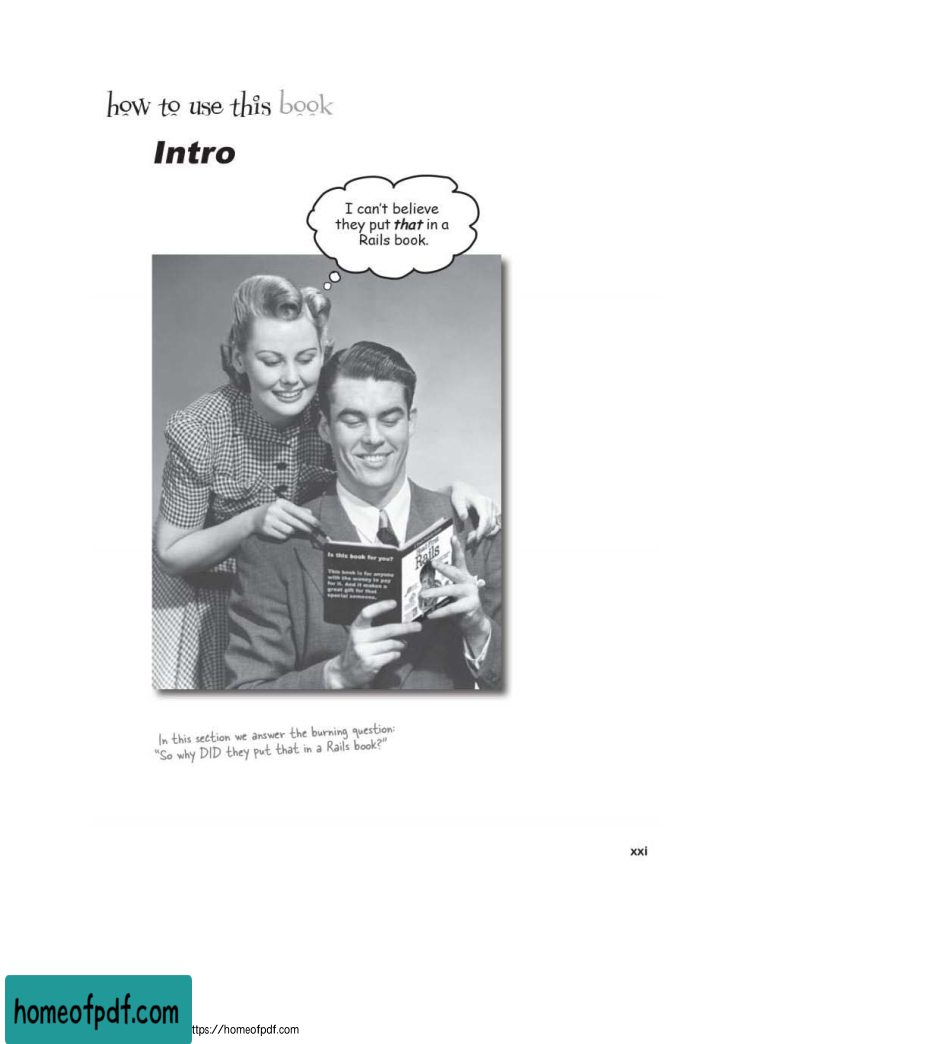 how to use this book
Intro
I can't believe
they put that in a
Rails book.
Is this book for you?
This book is for anyone
with the money to pay
for it. And it makes a
great gift for that
special someone.
Rails
In this section we answer the burning question:
"So why DID they put that in a Rails book?"
xxi
homeofpdf.com
ttps://homeofpdf.com